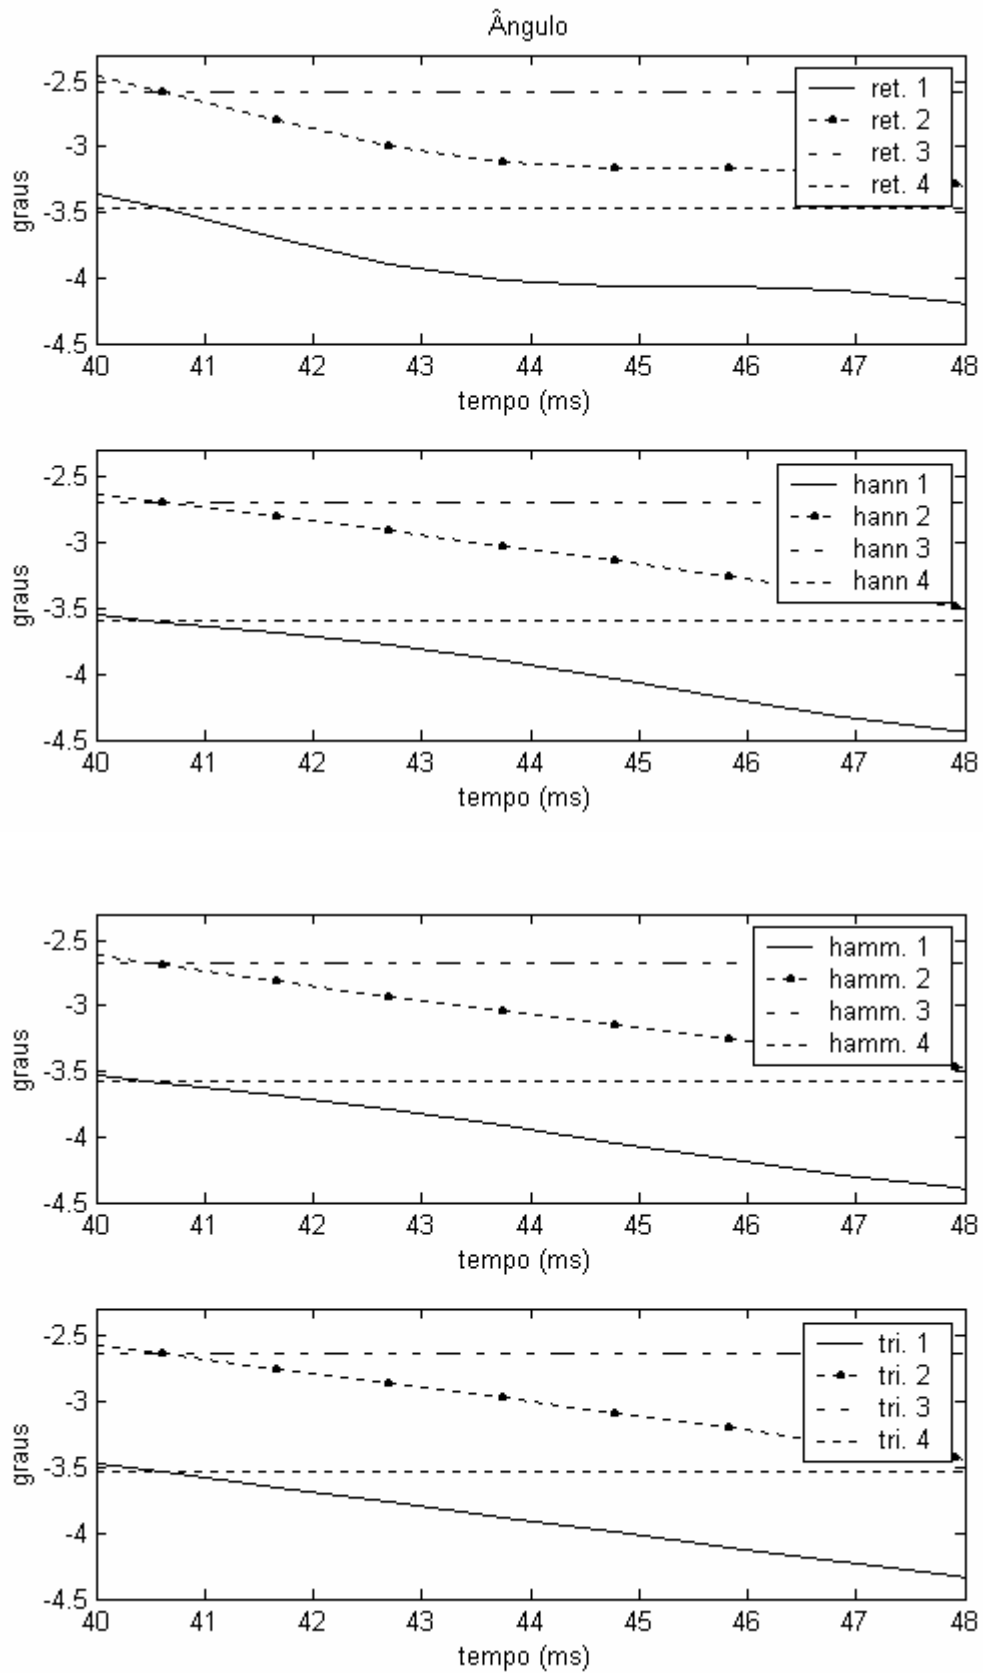 Ângulo
-2.5
-3
-3.5
-4
-4.5
graus
ret. 1
ret. 2
ret. 3
ret. 4
40 41 42 43 44 45 46 47 48
tempo (ms)
-2.5
-3
-3.5
-4
-4.5
graus
hann 1
hann 2
hann 3
hann 4
40 41 42 43 44 45 46 47 48
tempo (ms)
-2.5
-3
-3.5
-4
-4.5
graus
hamm. 1
hamm. 2
hamm. 3
hamm. 4
40 41 42 43 44 45 46 47 48
tempo (ms)
-2.5
-3
-3.5
-4
-4.5
graus
tri. 1
tri. 2
tri. 3
tri. 4
40 41 42 43 44 45 46 47 48
tempo (ms)